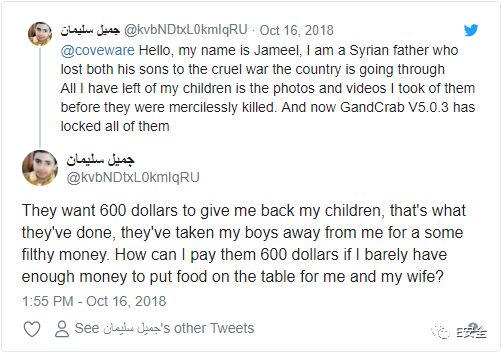 جميل سليمان @kvbNDtxL0kmIqRU · Oct 16, 2018
@coveware Hello, my name is Jameel, I am a Syrian father who
lost both his sons to the cruel war the country is going through
All I have left of my children is the photos and videos I took of them
before they were mercilessly killed. And now GandCrab V5.0.3 has
locked all of them
جميل سليمان
@kvbNDtxL0kmIqRU
They want 600 dollars to give me back my children, that's what
they've done, they've taken my boys away from me for a some
filthy money. How can I pay them 600 dollars if I barely have
enough money to put food on the table for me and my wife?
1:55 PM - Oct 16, 2018
See جميل سليمان's other Tweets
E安全